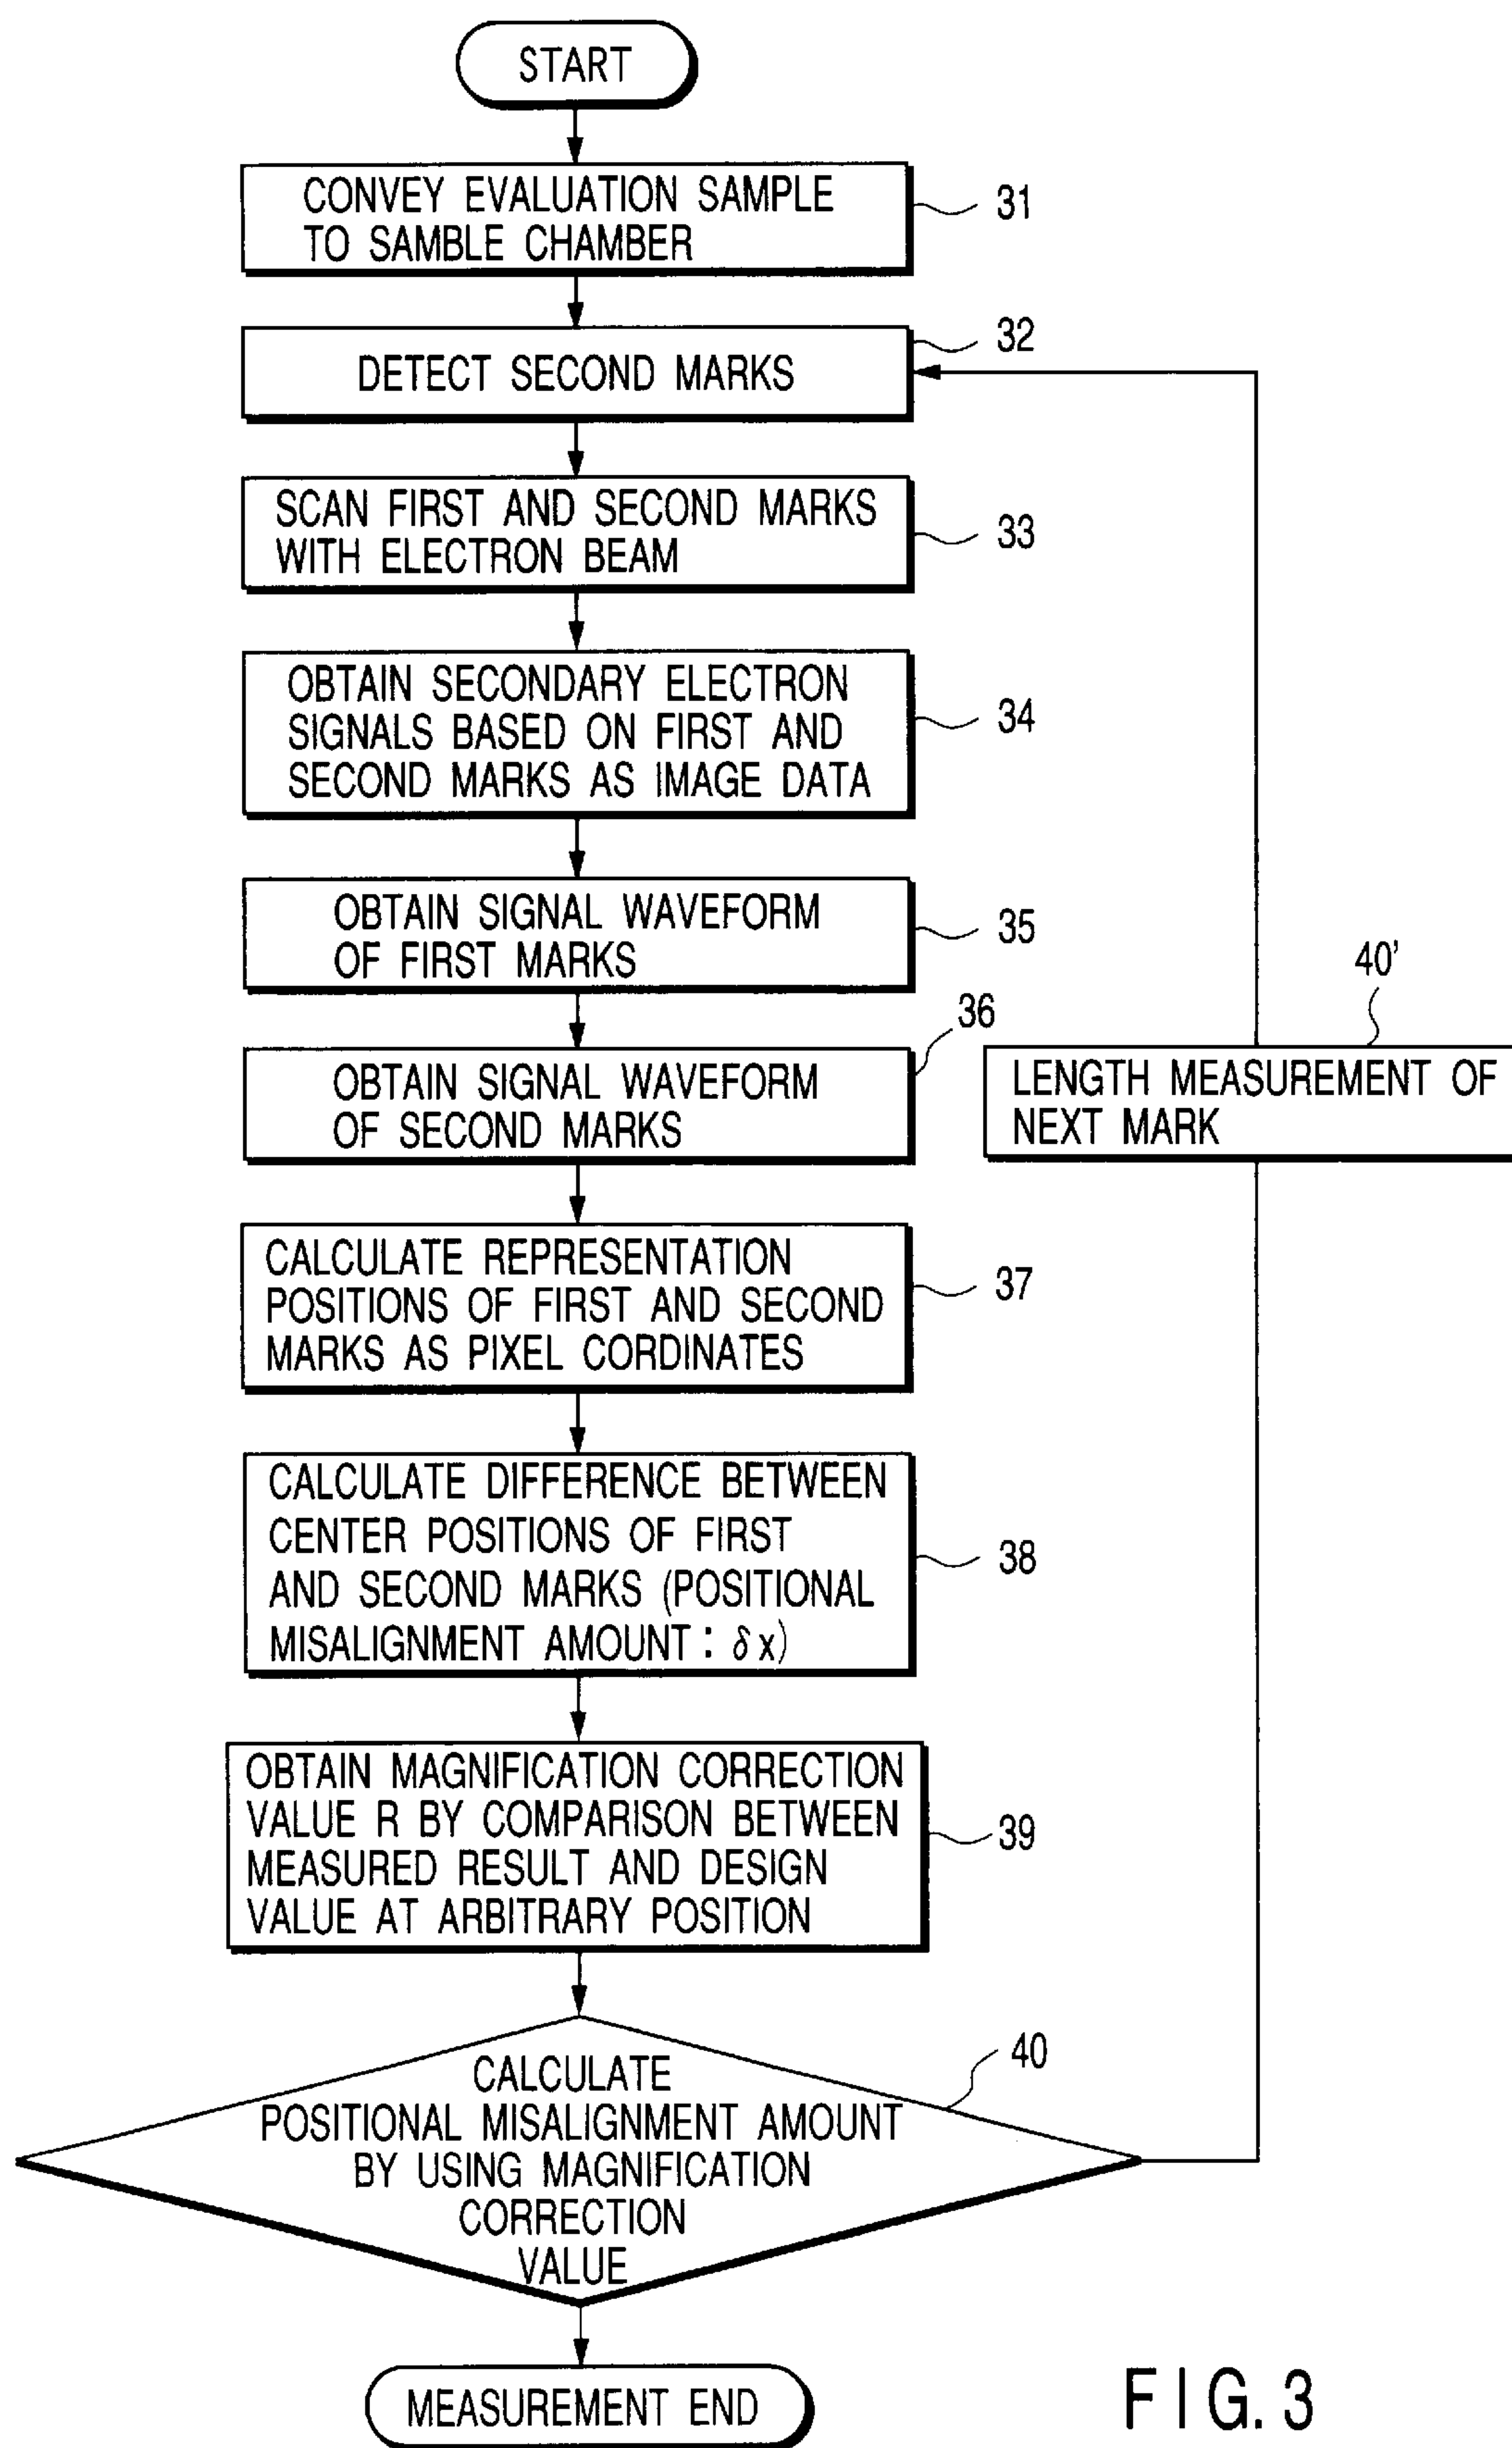 START
CONVEY EVALUATION SAMPLE
TO SAMBLE CHAMBER
31
DETECT SECOND MARKS
32
SCAN FIRST AND SECOND MARKS
WITH ELECTRON BEAM
33
OBTAIN SECONDARY ELECTRON
SIGNALS BASED ON FIRST AND
SECOND MARKS AS IMAGE DATA
34
OBTAIN SIGNAL WAVEFORM
OF FIRST MARKS
35
OBTAIN SIGNAL WAVEFORM
OF SECOND MARKS
36
40'
LENGTH MEASUREMENT OF
NEXT MARK
CALCULATE REPRESENTATION
POSITIONS OF FIRST AND SECOND
MARKS AS PIXEL CORDINATES
37
CALCULATE DIFFERENCE BETWEEN
CENTER POSITIONS OF FIRST
AND SECOND MARKS (POSITIONAL
MISALIGNMENT AMOUNT: δx)
38
OBTAIN MAGNIFICATION CORRECTION
VALUE R BY COMPARISON BETWEEN
MEASURED RESULT AND DESIGN
VALUE AT ARBITRARY POSITION
39
CALCULATE
POSITIONAL MISALIGNMENT AMOUNT
BY USING MAGNIFICATION
CORRECTION
VALUE
40
MEASUREMENT END
FIG. 3